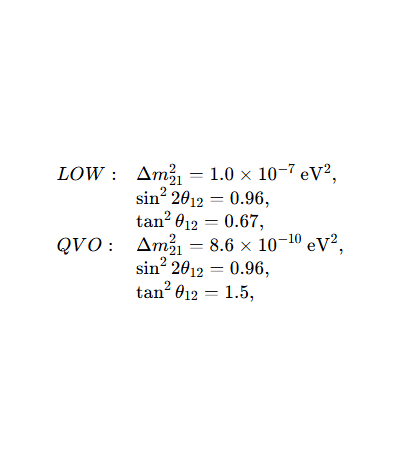 LOW : Δm²₂₁ = 1.0 × 10⁻⁷ eV²,
sin² 2θ₁₂ = 0.96,
tan² θ₁₂ = 0.67,
QVO : Δm²₂₁ = 8.6 × 10⁻¹⁰ eV²,
sin² 2θ₁₂ = 0.96,
tan² θ₁₂ = 1.5,